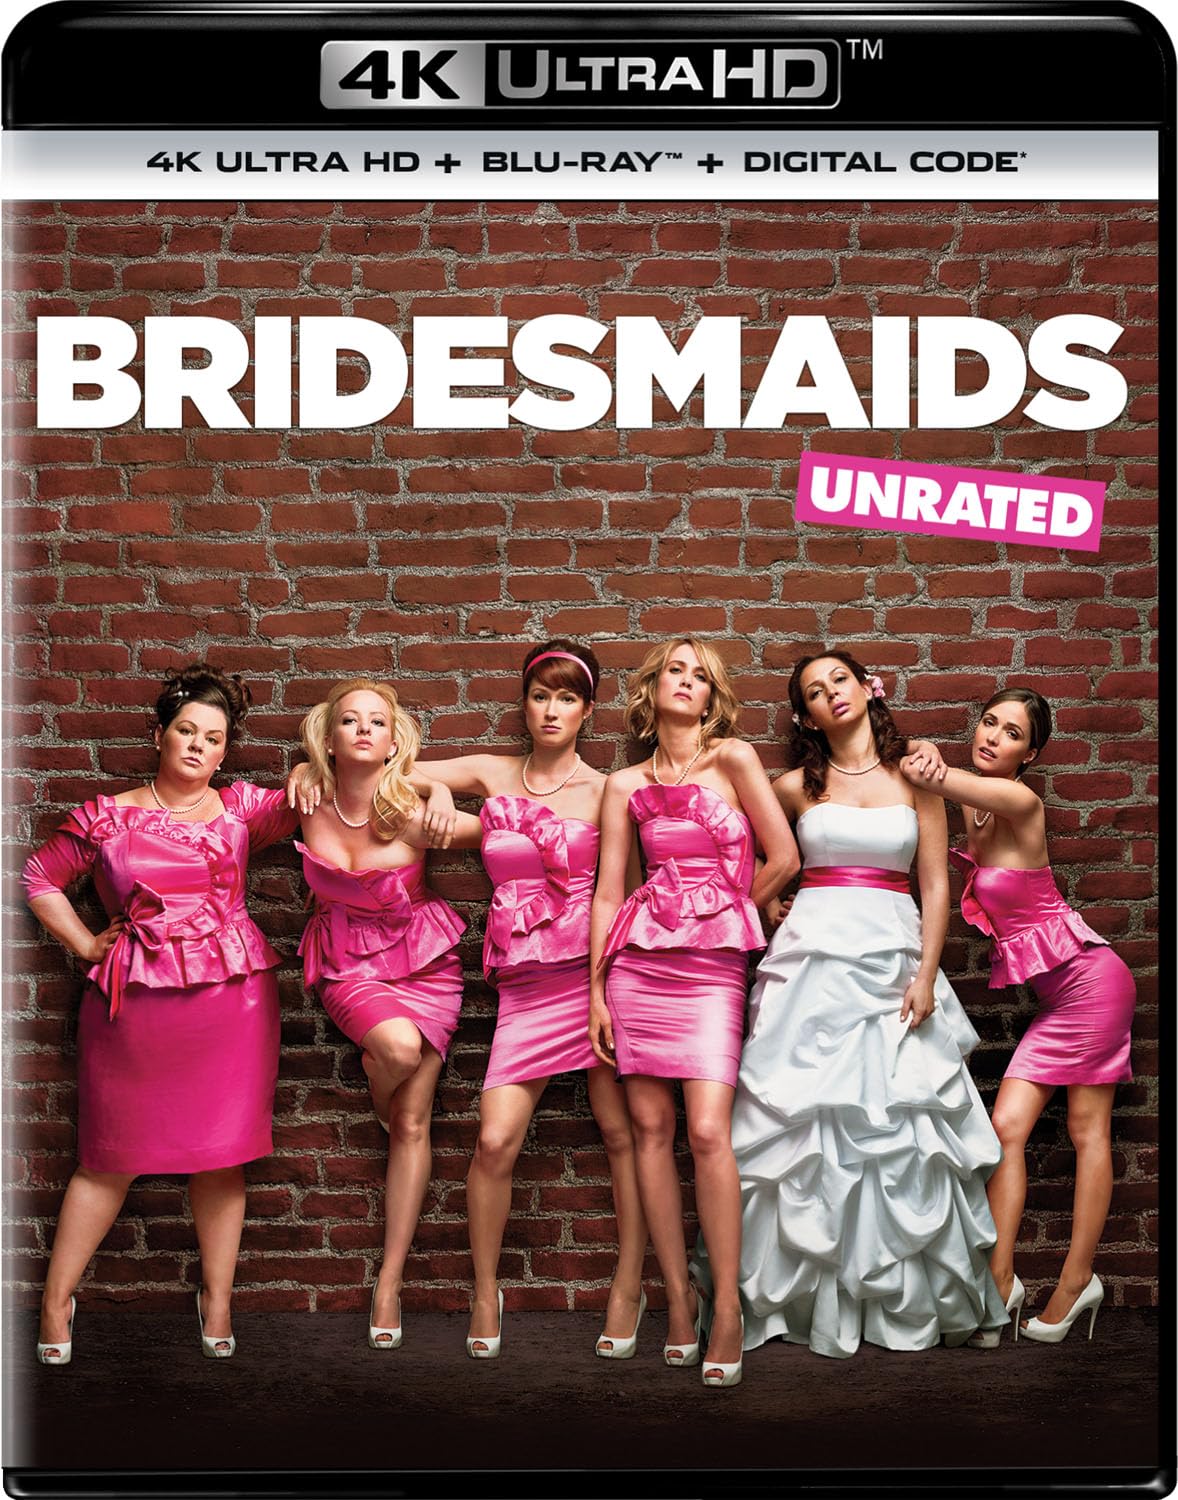 4K ULTRA HD™
4K ULTRA HD + BLU-RAY™ + DIGITAL CODE*
BRIDESMAIDS
UNRATED